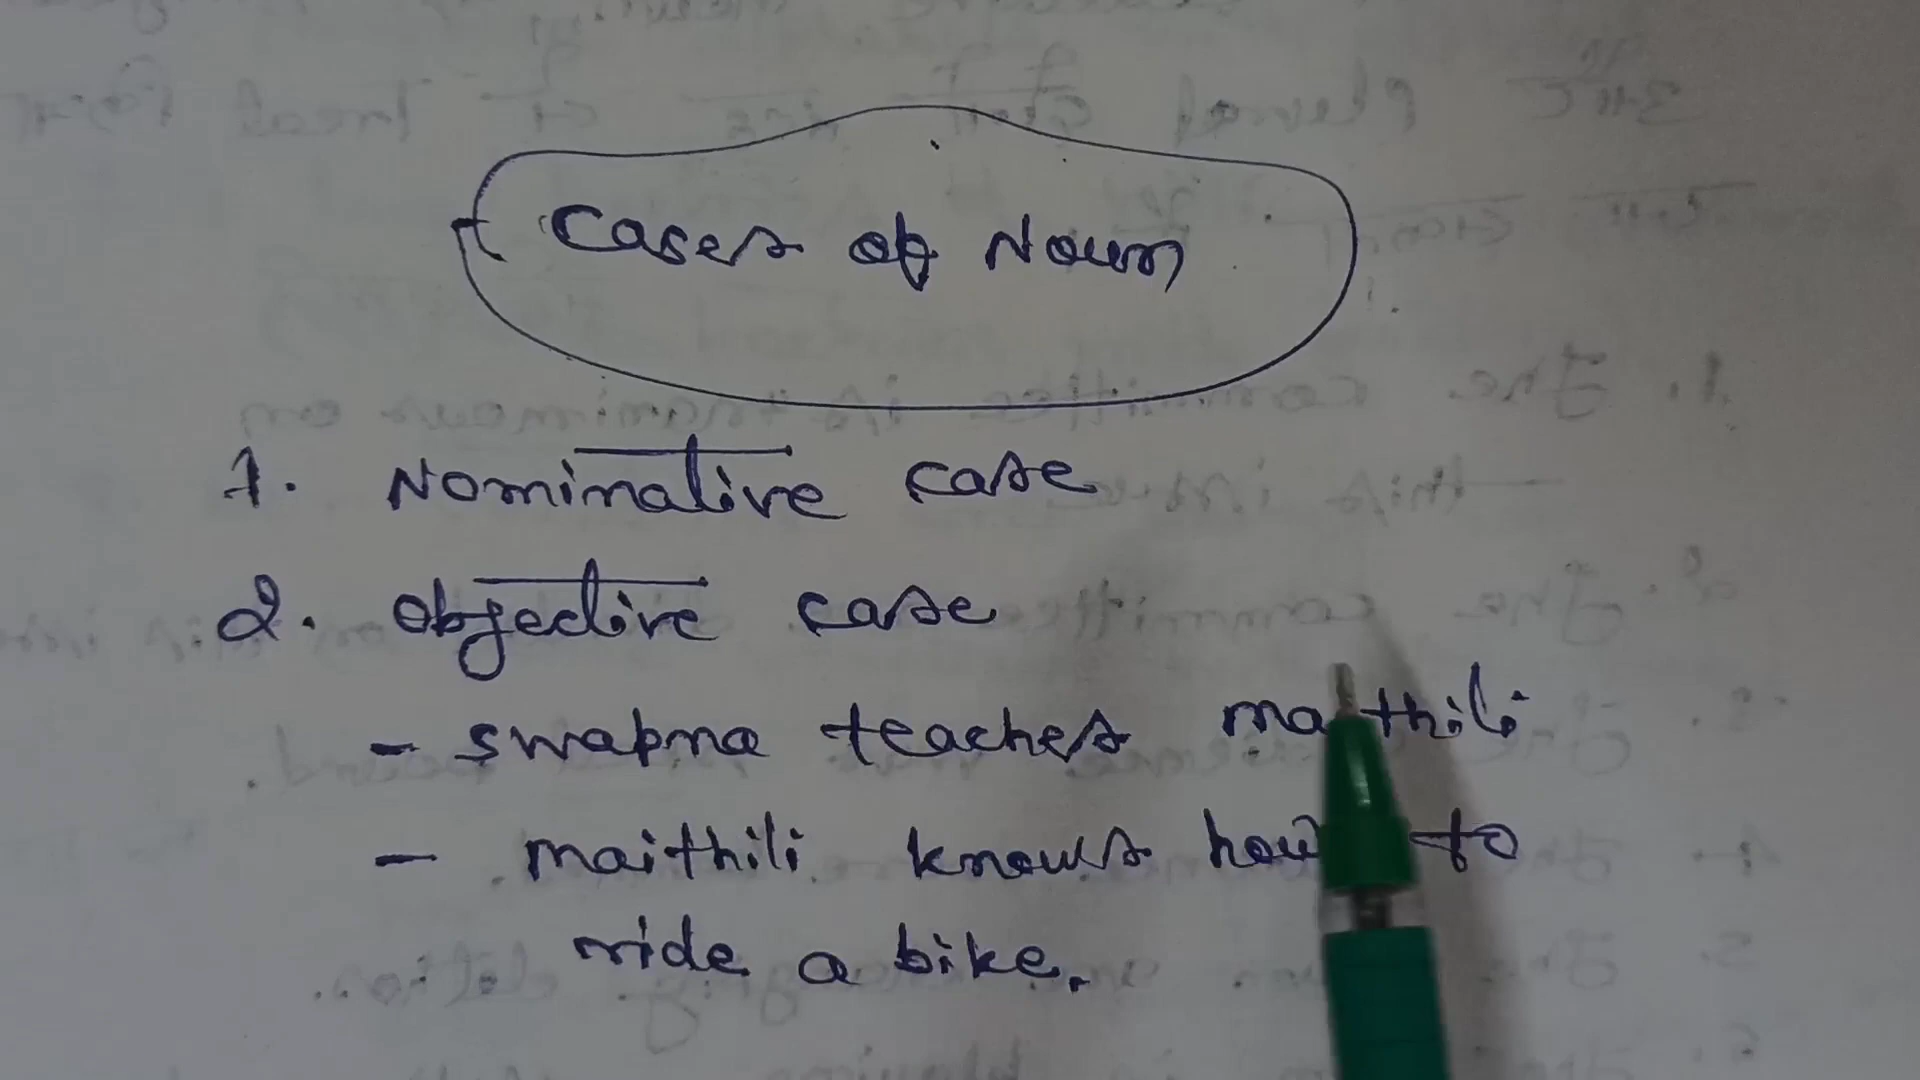 Cases of Noun
1. Nominative case
2. objective case
- swapna teaches maithili
- maithili knows how to
ride a bike.